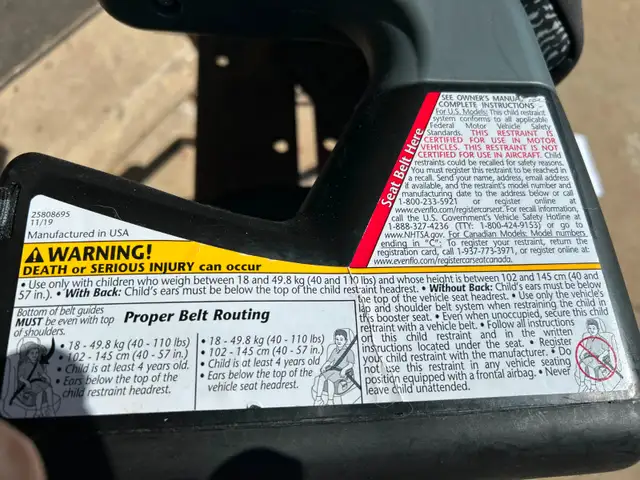 SEE OWNER'S MANUAL
COMPLETE INSTRUCTIONS
For U.S. Models: This child restraint
system conforms to all applicable
Federal Motor Vehicle Safety
Standards. THIS RESTRAINT IS
CERTIFIED FOR USE IN MOTOR
VEHICLES. THIS RESTRAINT IS NOT
CERTIFIED FOR USE IN AIRCRAFT. Child
restraints could be recalled for safety reasons.
You must register this restraint to be reached in
a recall. Send your name, address, email address
if available, and the restraint's model number and
manufacturing date to the address below or call
1-800-233-5921 or register online at
www.evenflo.com/registercarseat. For recall information,
call the U.S. Government's Vehicle Safety Hotline at
1-888-327-4236 (TTY: 1-800-424-9153) or go to
www.NHTSA.gov. For Canadian Models: Model numbers
ending in "C": To register your restraint, return the
registration card, call 1-937-773-3971, or register online at
www.evenflo.com/registercarseatcanada.
Seat Belt Here
25808695
11/19
Manufactured in USA
WARNING!
DEATH or SERIOUS INJURY can occur
• Use only with children who weigh between 18 and 49.8 kg (40 and 110 lbs) and whose height is between 102 and 145 cm (40 and
57 in.). • With Back: Child's ears must be below the top of the child restraint headrest. • Without Back: Child's ears must be below
the top of the vehicle seat headrest. • Use only the vehicle's
lap and shoulder belt system when restraining the child in
this booster seat. • Even when unoccupied, secure this child
restraint with a vehicle belt. • Follow all instructions
on this child restraint and in the written
instructions located under the seat. • Register
your child restraint with the manufacturer. • Do
not use this restraint in any vehicle seating
position equipped with a frontal airbag. • Never
leave child unattended.
Bottom of belt guides
MUST be even with top
of shoulders.
Proper Belt Routing
• 18 - 49.8 kg (40 - 110 lbs)
• 102 - 145 cm (40 - 57 in.)
• Child is at least 4 years old.
• Ears below the top of the
child restraint headrest.
• 18 - 49.8 kg (40 - 110 lbs)
• 102 - 145 cm (40 - 57 in.)
• Child is at least 4 years old
• Ears below the top of the
vehicle seat headrest.